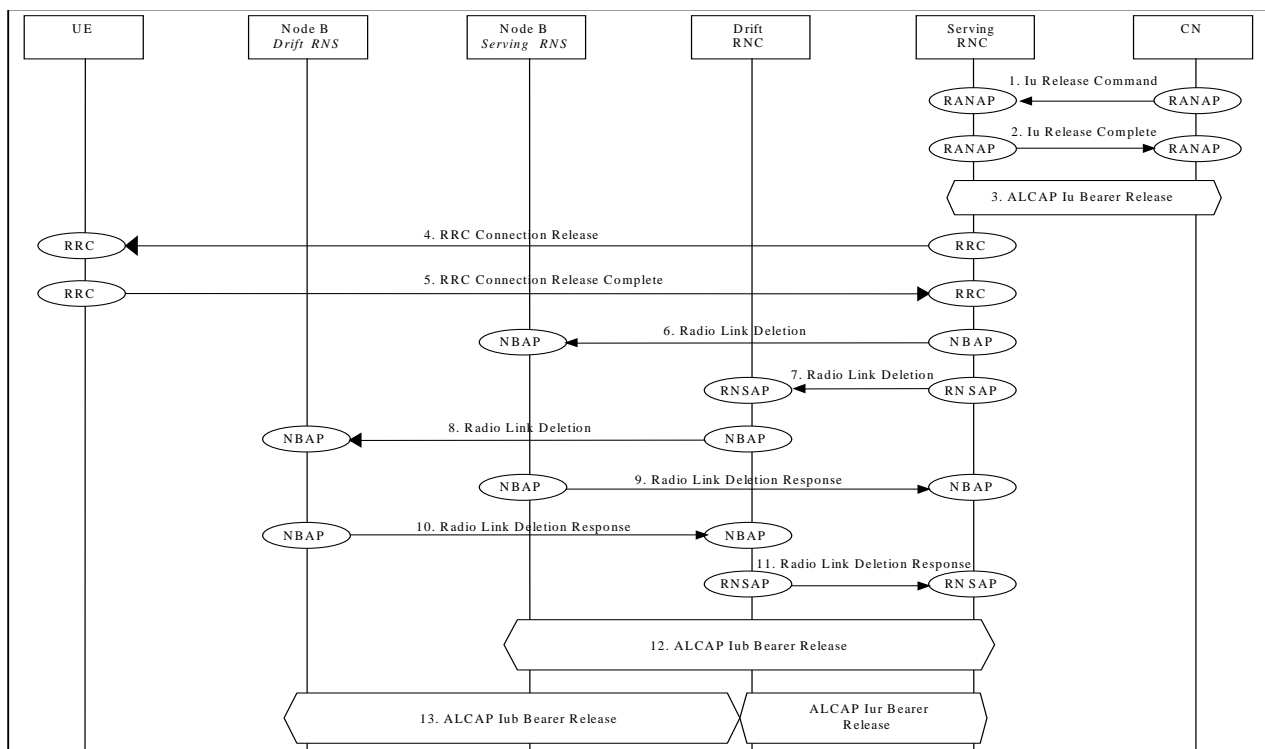 UE
Node B
Drift RNS
Node B
Serving RNS
Drift
RNC
Serving
RNC
CN
1. Iu Release Command
RANAP
RANAP
2. Iu Release Complete
RANAP
RANAP
3. ALCAP Iu Bearer Release
4. RRC Connection Release
RRC
RRC
5. RRC Connection Release Complete
RRC
RRC
6. Radio Link Deletion
NBAP
NBAP
7. Radio Link Deletion
RNSAP
RNSAP
8. Radio Link Deletion
NBAP
NBAP
9. Radio Link Deletion Response
NBAP
NBAP
10. Radio Link Deletion Response
NBAP
NBAP
11. Radio Link Deletion Response
RNSAP
RNSAP
12. ALCAP Iub Bearer Release
13. ALCAP Iub Bearer Release
ALCAP Iur Bearer
Release